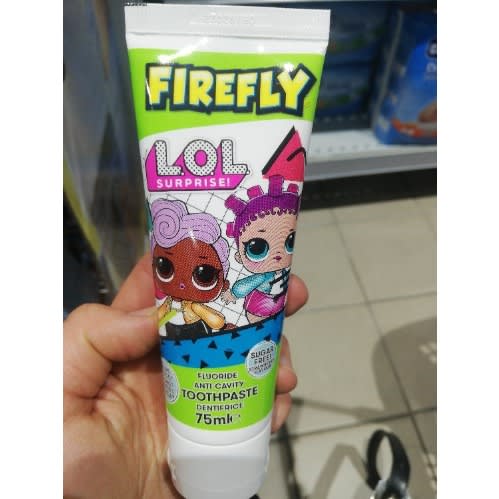 FIREFLY
L.O.L
SURPRISE!
SUGAR
FREE!
FLUORIDE
ANTI CAVITY
TOOTHPASTE
DENTIFRICE
75ml℮